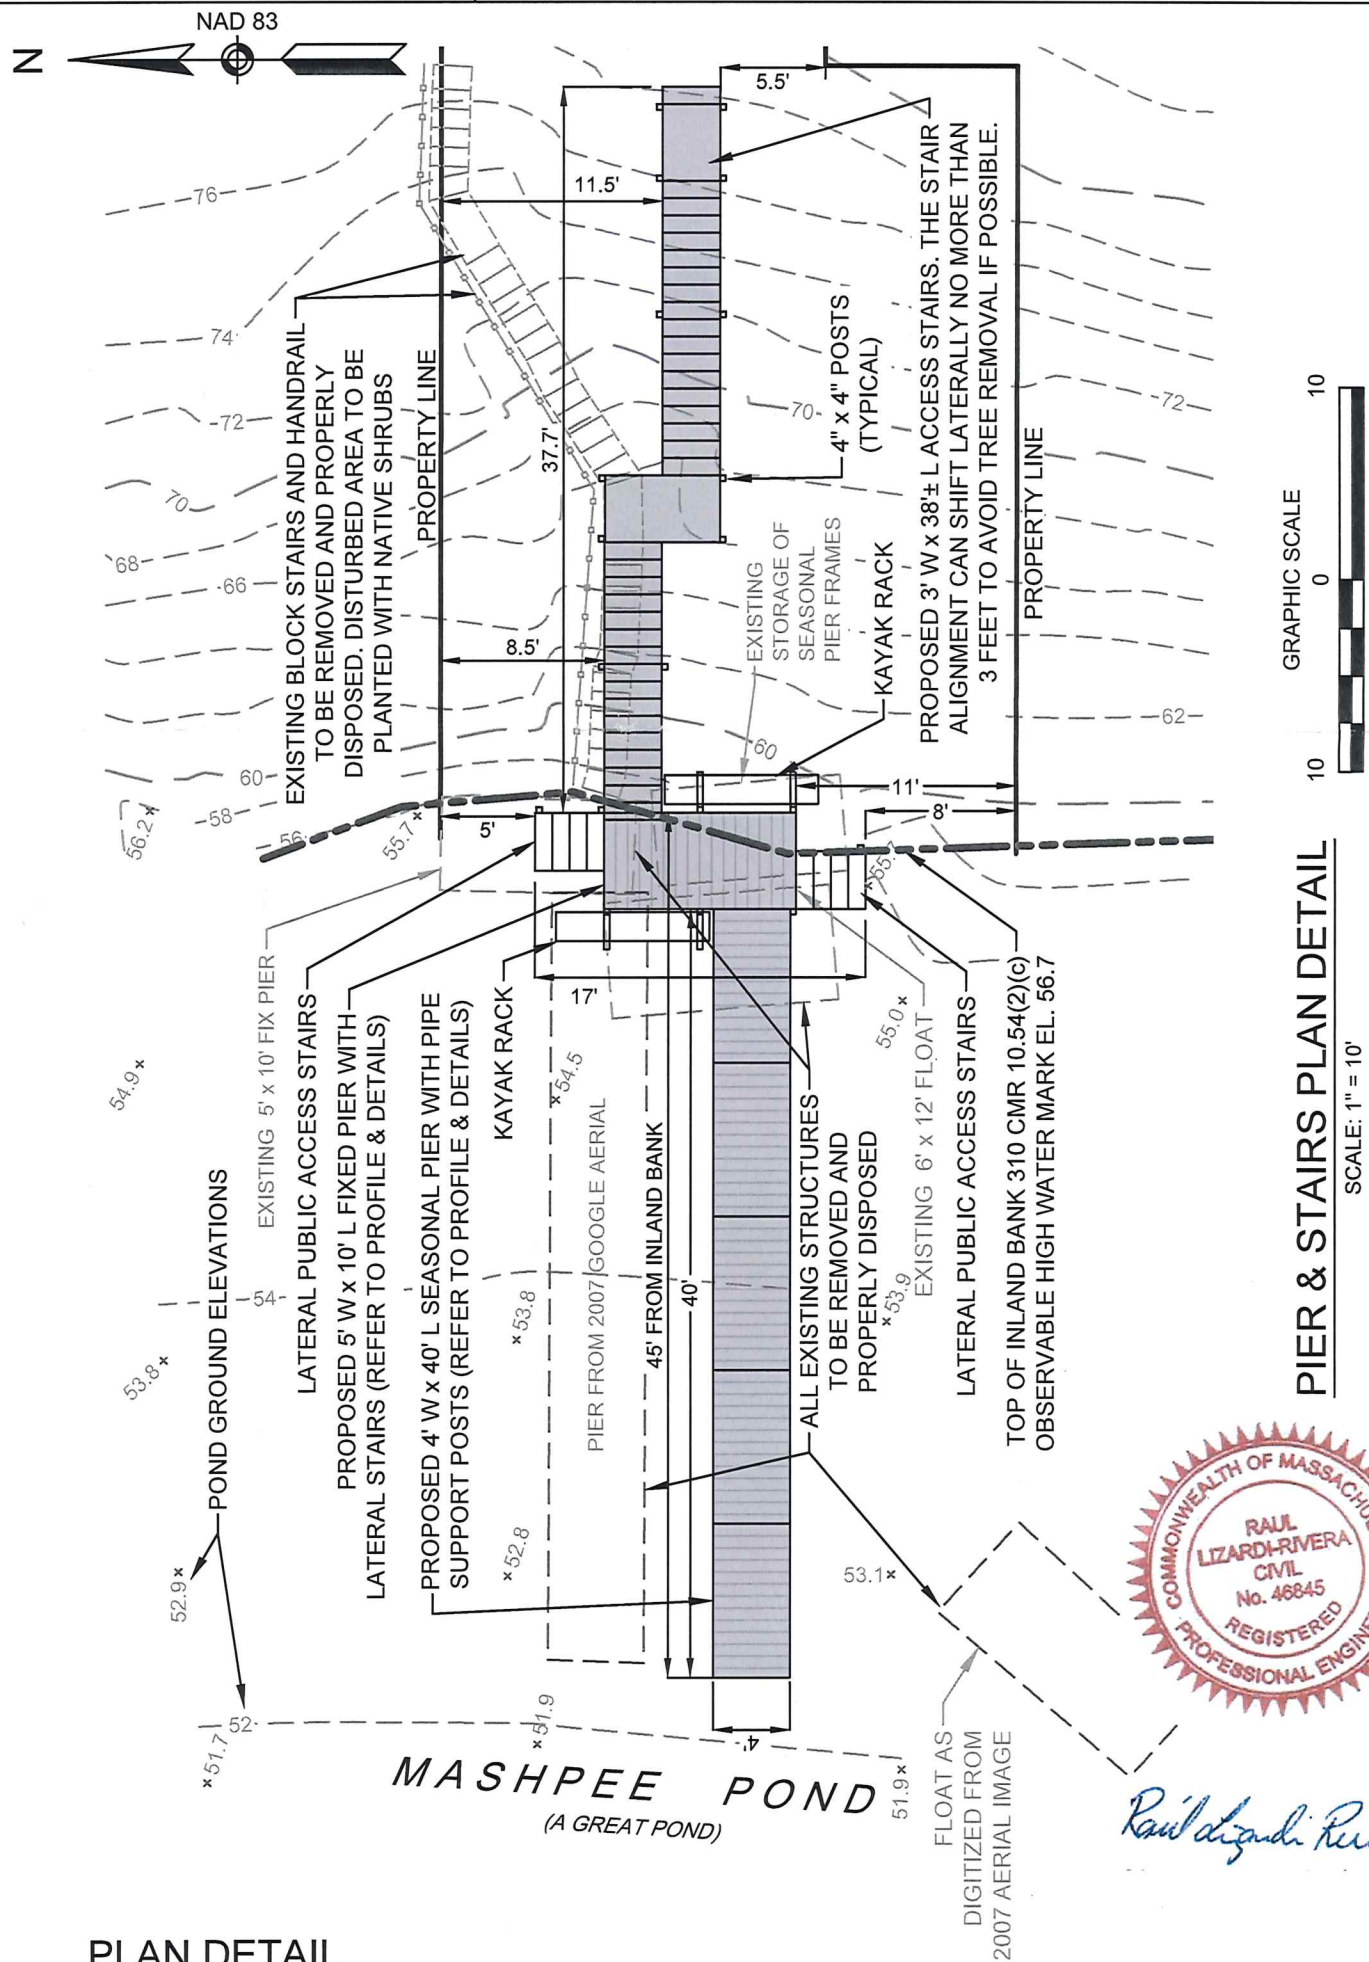 NAD 83
N
5.5'
11.5'
37.7'
8.5'
76
74
72
70
68
66
60
58
56
56.2
55.7
EXISTING BLOCK STAIRS AND HANDRAIL
TO BE REMOVED AND PROPERLY
DISPOSED. DISTURBED AREA TO BE
PLANTED WITH NATIVE SHRUBS
PROPERTY LINE
70
72
62
60
4" x 4" POSTS
(TYPICAL)
EXISTING
STORAGE OF
SEASONAL
PIER FRAMES
KAYAK RACK
PROPOSED 3' W x 38'± L ACCESS STAIRS. THE STAIR
ALIGNMENT CAN SHIFT LATERALLY NO MORE THAN
3 FEET TO AVOID TREE REMOVAL IF POSSIBLE.
PROPERTY LINE
5'
11'
8'
55.7
17'
EXISTING 5' x 10' FIX PIER
LATERAL PUBLIC ACCESS STAIRS
PROPOSED 5' W x 10' L FIXED PIER WITH
LATERAL STAIRS (REFER TO PROFILE & DETAILS)
PROPOSED 4' W x 40' L SEASONAL PIER WITH PIPE
SUPPORT POSTS (REFER TO PROFILE & DETAILS)
KAYAK RACK
54.5
PIER FROM 2007 GOOGLE AERIAL
45' FROM INLAND BANK
40'
ALL EXISTING STRUCTURES
TO BE REMOVED AND
PROPERLY DISPOSED
55.0
EXISTING 6' x 12' FLOAT
53.9
LATERAL PUBLIC ACCESS STAIRS
TOP OF INLAND BANK 310 CMR 10.54(2)(c)
OBSERVABLE HIGH WATER MARK EL. 56.7
54.9
54
53.8
53.8
POND GROUND ELEVATIONS
52.9
52.8
53.1
52
51.7
51.9
51.9
4'
MASHPEE POND
(A GREAT POND)
FLOAT AS
DIGITIZED FROM
2007 AERIAL IMAGE
GRAPHIC SCALE
10 0 10
PIER & STAIRS PLAN DETAIL
SCALE: 1" = 10'
COMMONWEALTH OF MASSACHU
RAUL
LIZARDI-RIVERA
CIVIL
No. 46845
REGISTERED
PROFESSIONAL ENGINE
PLAN DETAIL